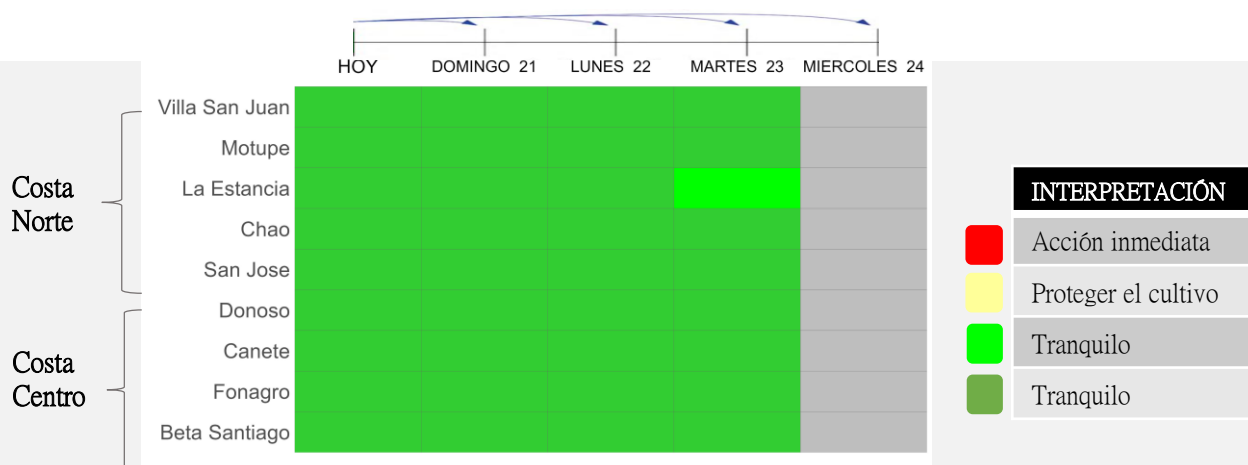 HOY DOMINGO 21 LUNES 22 MARTES 23 MIERCOLES 24
Villa San Juan
Motupe
La Estancia
Chao
San Jose
Donoso
Canete
Fonagro
Beta Santiago
Costa
Norte
Costa
Centro
INTERPRETACIÓN
Acción inmediata
Proteger el cultivo
Tranquilo
Tranquilo